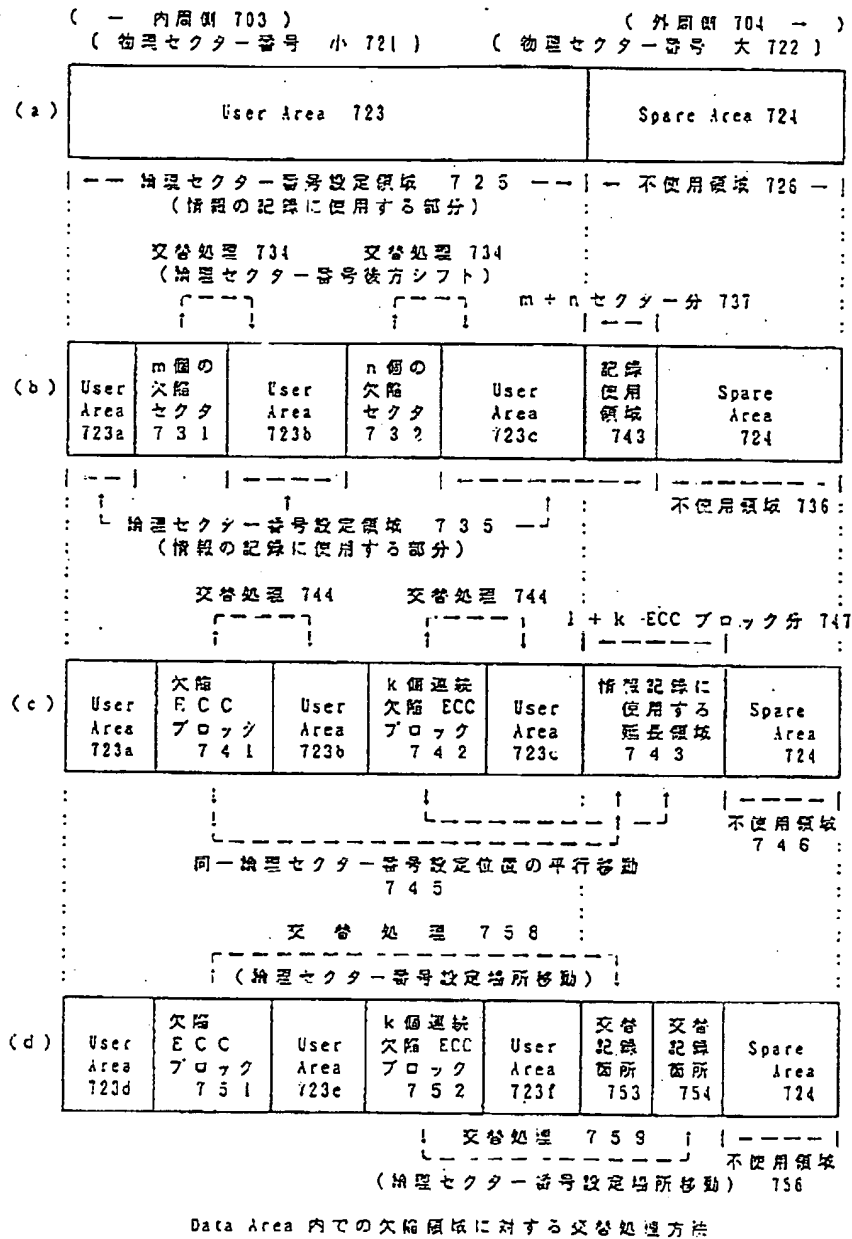 ( ← 内周側 703 ) ( 外周側 704 → )
( 物理セクター番号 小 721 ) ( 物理セクター番号 大 722 )
(a) User Area 723 Spare Area 724
|←── 論理セクター番号設定領域 725 ──→|← 不使用領域 726 →|
(情報の記録に使用する部分)
交替処理 734 交替処理 734
(論理セクター番号後方シフト)
m+nセクター分 737
(b)
User
Area
723a
m個の
欠陥
セクタ
731
User
Area
723b
n個の
欠陥
セクタ
732
User
Area
723c
記録
使用
領域
743
Spare
Area
724
不使用領域 736
論理セクター番号設定領域 735
(情報の記録に使用する部分)
交替処理 744 交替処理 744
l+k ECC ブロック分 747
(c)
User
Area
723a
欠陥
ECC
ブロック
741
User
Area
723b
k個連続
欠陥 ECC
ブロック
742
User
Area
723c
情報記録に
使用する
延長領域
743
Spare
Area
724
不使用領域
746
同一論理セクター番号設定位置の平行移動
745
交替処理 758
(論理セクター番号設定場所移動)
(d)
User
Area
723d
欠陥
ECC
ブロック
751
User
Area
723e
k個連続
欠陥 ECC
ブロック
752
User
Area
723f
交替
記録
箇所
753
交替
記録
箇所
754
Spare
Area
724
交替処理 759
不使用領域
(論理セクター番号設定場所移動) 756
Data Area 内での欠陥領域に対する交替処理方法